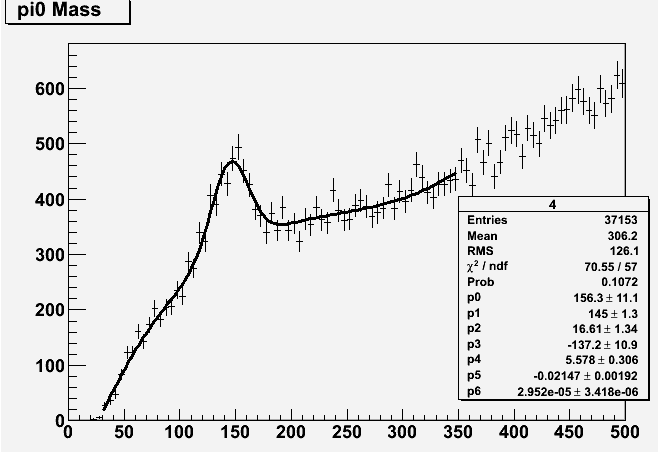 pi0 Mass
600
500
400
300
200
100
0
0 50 100 150 200 250 300 350 400 450 500
4
Entries 37153
Mean 306.2
RMS 126.1
χ² / ndf 70.55 / 57
Prob 0.1072
p0 156.3 ± 11.1
p1 145 ± 1.3
p2 16.61 ± 1.34
p3 -137.2 ± 10.9
p4 5.578 ± 0.306
p5 -0.02147 ± 0.00192
p6 2.952e-05 ± 3.418e-06